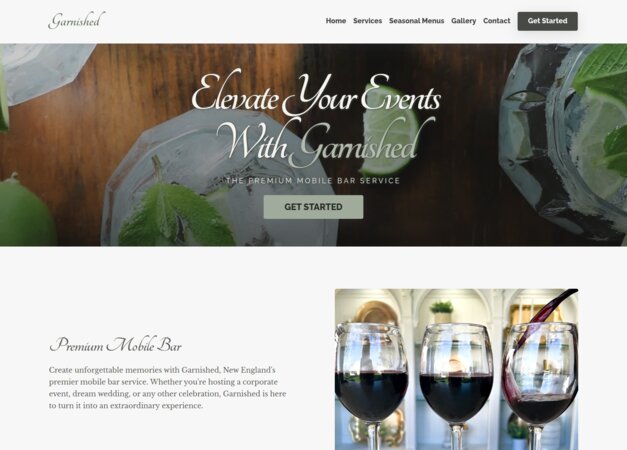 Garnished
Home Services Seasonal Menus Gallery Contact Get Started
Elevate Your Events
With Garnished
THE PREMIUM MOBILE BAR SERVICE
GET STARTED
Premium Mobile Bar
Create unforgettable memories with Garnished, New England's
premier mobile bar service. Whether you're hosting a corporate
event, dream wedding, or any other celebration, Garnished is here
to turn it into an extraordinary experience.